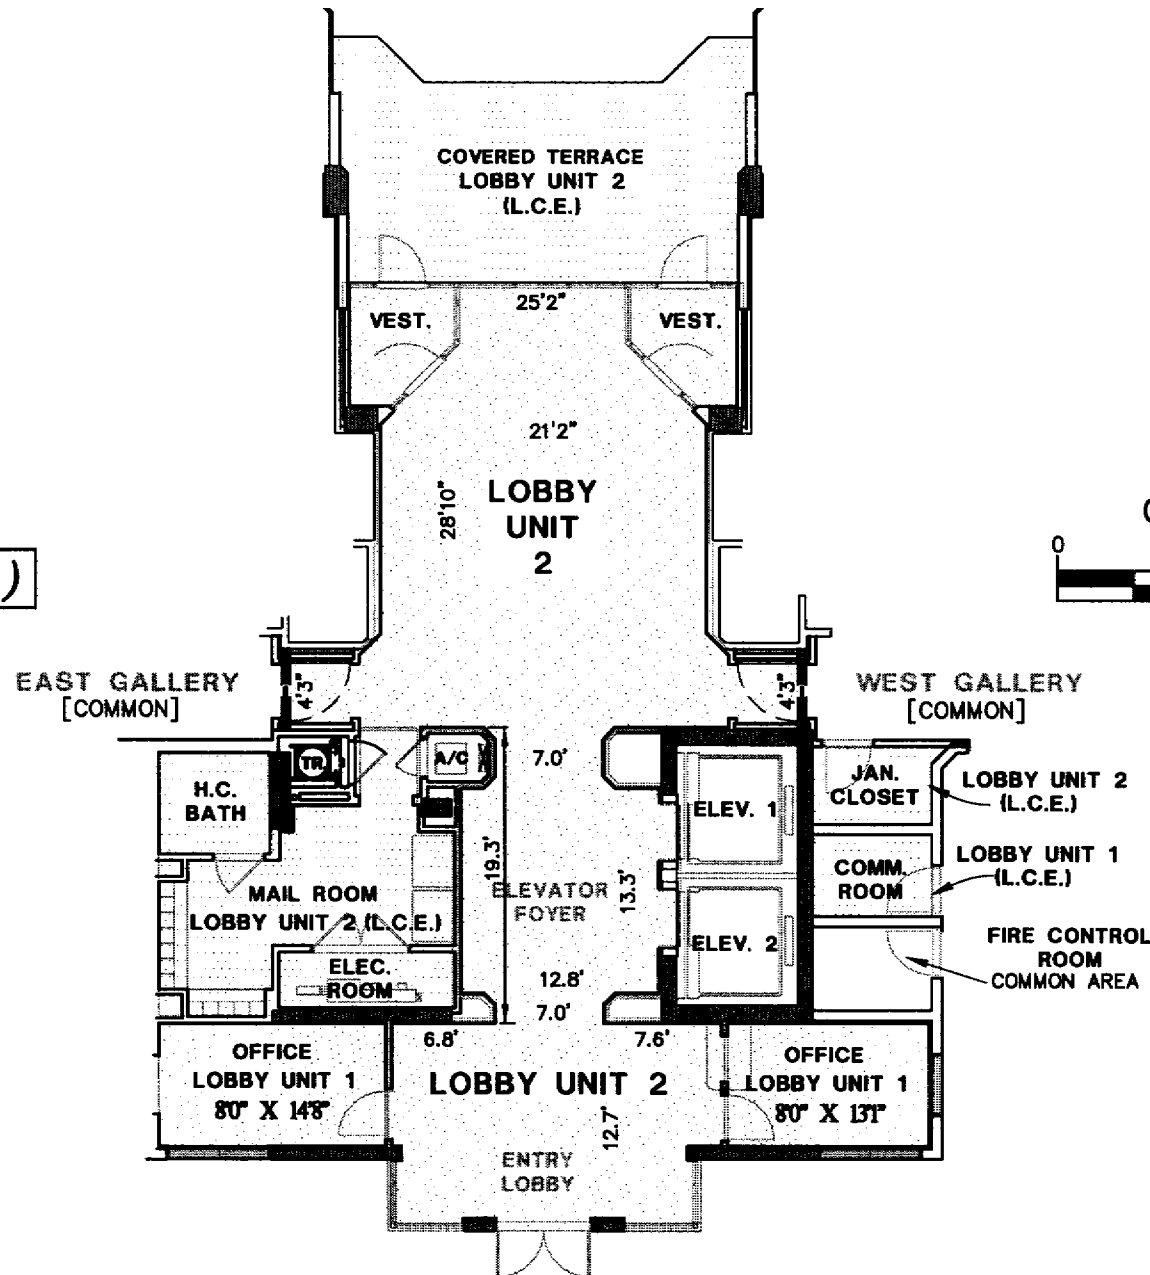 COVERED TERRACE
LOBBY UNIT 2
(L.C.E.)
25'2"
VEST.
VEST.
21'2"
28'10"
LOBBY
UNIT
2
)
0
EAST GALLERY
[COMMON]
4'3"
4'3"
WEST GALLERY
[COMMON]
TR
A/C
7.0'
H.C.
BATH
ELEV. 1
JAN.
CLOSET
LOBBY UNIT 2
(L.C.E.)
19.3'
13.3'
COMM.
ROOM
LOBBY UNIT 1
(L.C.E.)
MAIL ROOM
LOBBY UNIT 2 (L.C.E.)
ELEVATOR
FOYER
ELEV. 2
FIRE CONTROL
ROOM
COMMON AREA
ELEC.
ROOM
12.8'
7.0'
6.8'
7.6'
OFFICE
LOBBY UNIT 1
8'0" X 14'8"
LOBBY UNIT 2
12.7'
OFFICE
LOBBY UNIT 1
8'0" X 13'1"
ENTRY
LOBBY